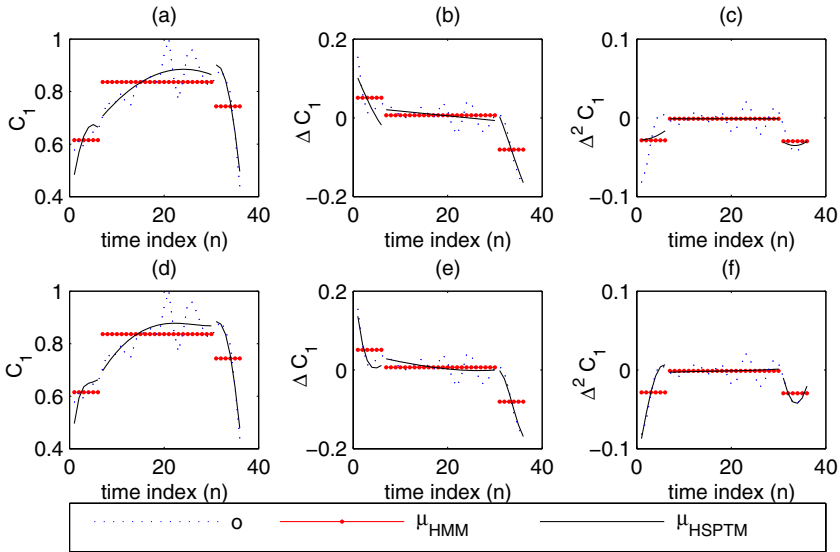 (a) (b) (c)
1 0.2 0.1
0.8
C1 0.6 Δ C1 0 Δ² C1 0
0.4 −0.2 −0.1
0 20 40 0 20 40 0 20 40
time index (n) time index (n) time index (n)
(d) (e) (f)
1 0.2 0.1
0.8
C1 0.6 Δ C1 0 Δ² C1 0
0.4 −0.2 −0.1
0 20 40 0 20 40 0 20 40
time index (n) time index (n) time index (n)
o μHMM μHSPTM